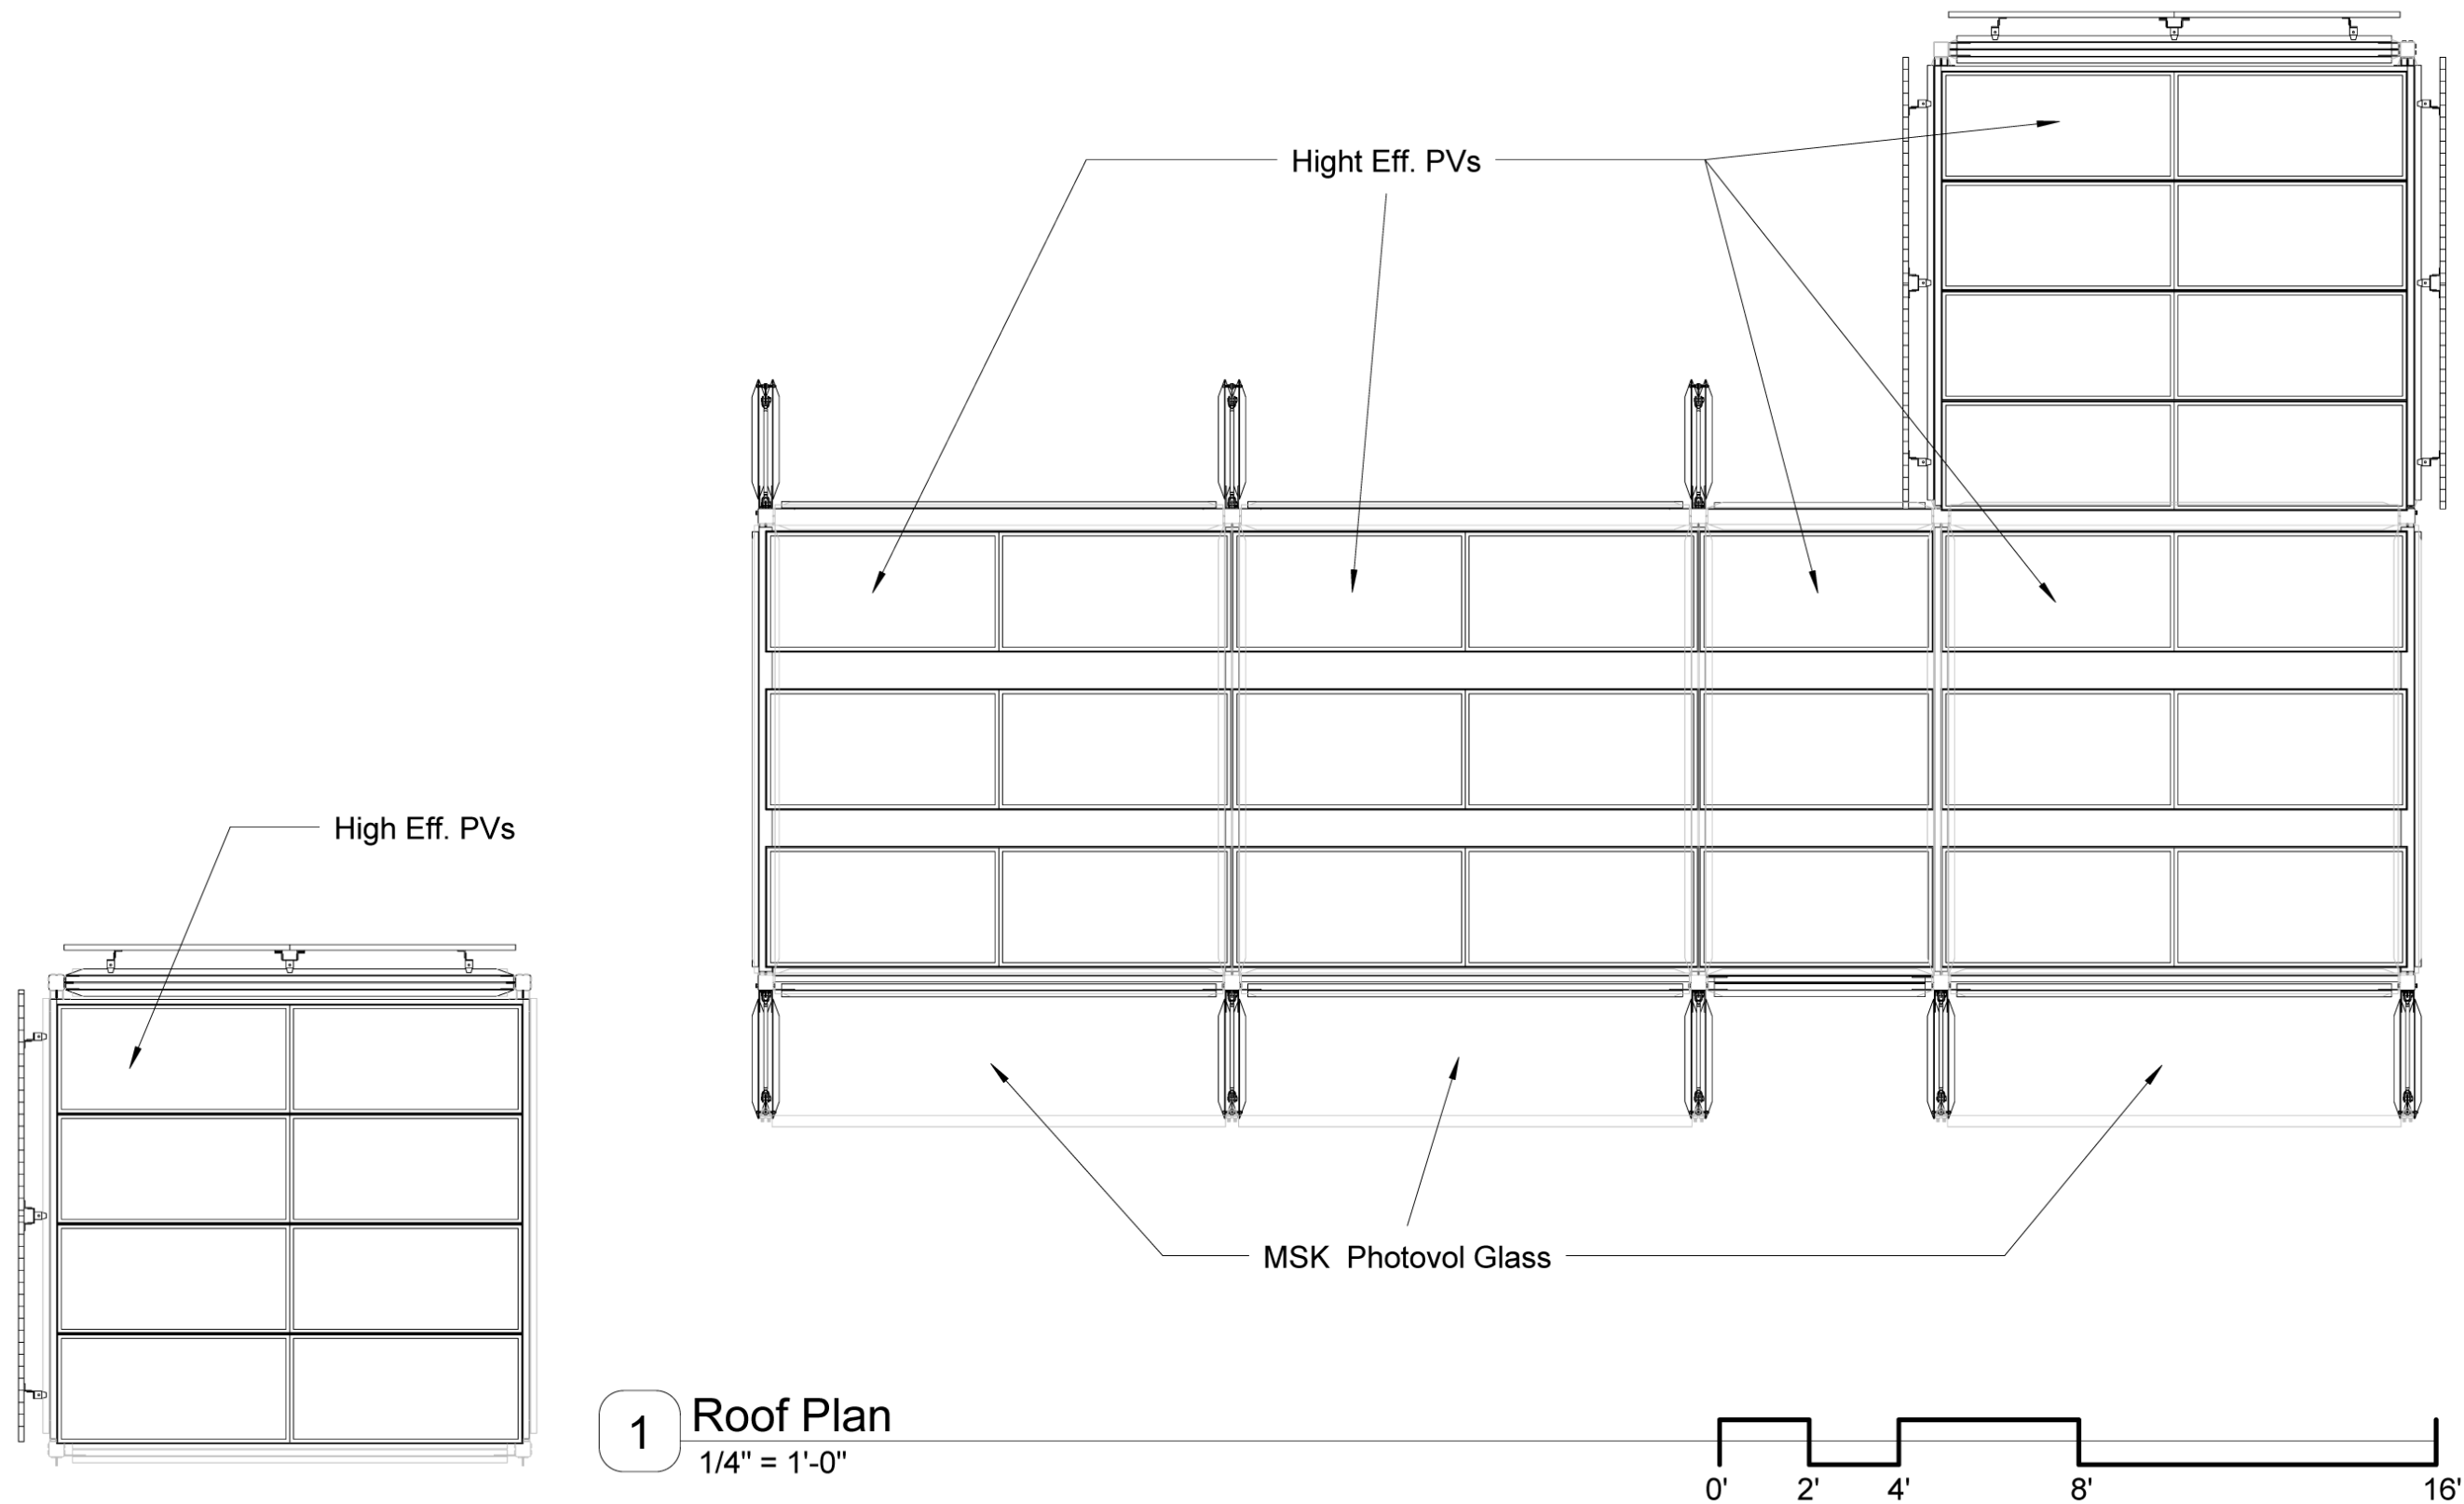 Hight Eff. PVs
High Eff. PVs
MSK Photovol Glass
1 Roof Plan
1/4" = 1'-0"
0' 2' 4' 8' 16'